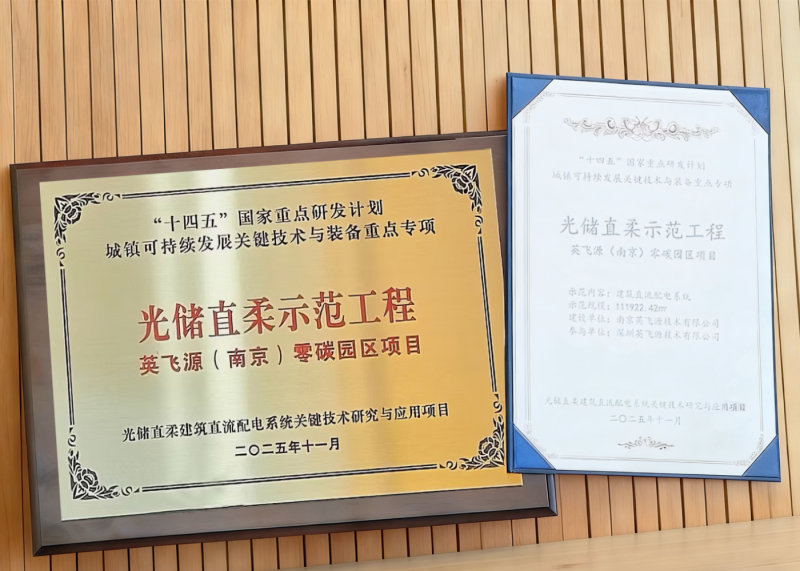 “十四五”国家重点研发计划
城镇可持续发展关键技术与装备重点专项
光储直柔示范工程
英飞源（南京）零碳园区项目
光储直柔建筑直流配电系统关键技术研究与应用项目
二〇二五年十一月
“十四五”国家重点研发计划
城镇可持续发展关键技术与装备重点专项
光储直柔示范工程
英飞源（南京）零碳园区项目
示范内容：建筑直流配电系统
示范规模：111922.42㎡
建设单位：南京英飞源技术有限公司
参与单位：深圳英飞源技术有限公司
光储直柔建筑直流配电系统关键技术研究与应用项目
二〇二五年十一月